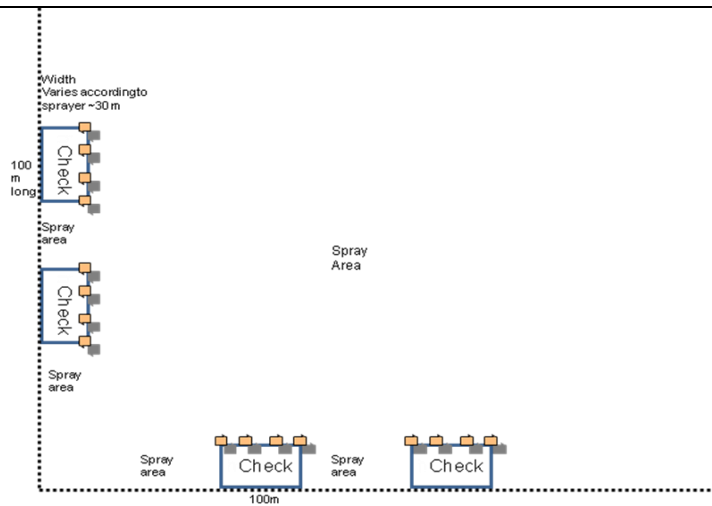 Width
Varies accordingto
sprayer ~30 m
Check
100
m
long
Spray
area
Spray
Area
Check
Spray
area
Spray
area
Check
Spray
area
Check
100m